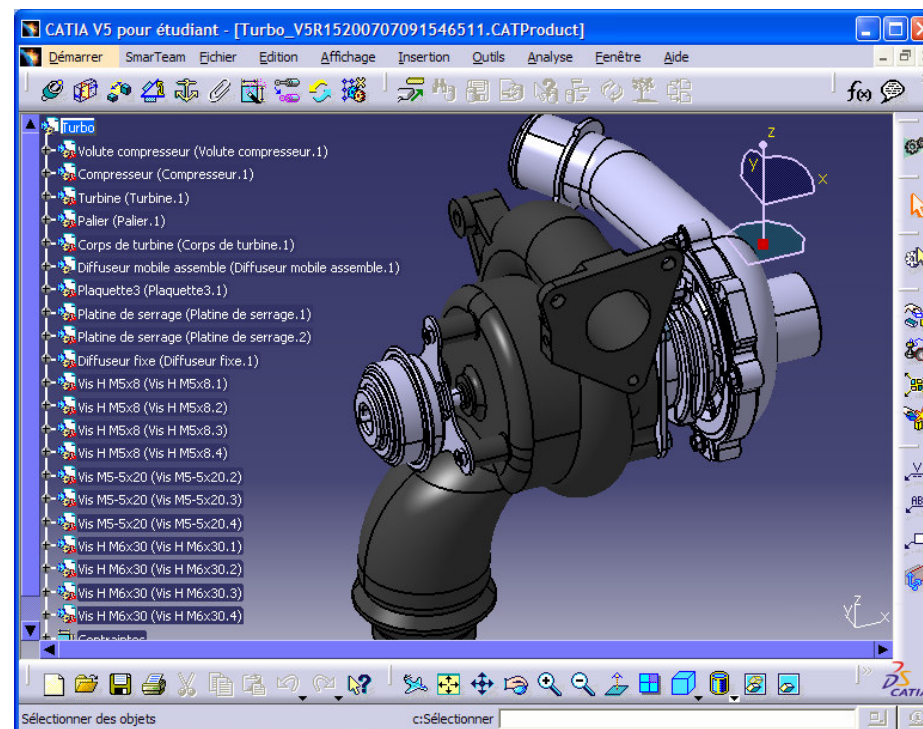 CATIA V5 pour étudiant - [Turbo_V5R15200707091546511.CATProduct]
Démarrer SmarTeam Fichier Edition Affichage Insertion Outils Analyse Fenêtre Aide
f(x)
Turbo
Volute compresseur (Volute compresseur.1)
Compresseur (Compresseur.1)
Turbine (Turbine.1)
Palier (Palier.1)
Corps de turbine (Corps de turbine.1)
Diffuseur mobile assemble (Diffuseur mobile assemble.1)
Plaquette3 (Plaquette3.1)
Platine de serrage (Platine de serrage.1)
Platine de serrage (Platine de serrage.2)
Diffuseur fixe (Diffuseur fixe.1)
Vis H M5x8 (Vis H M5x8.1)
Vis H M5x8 (Vis H M5x8.2)
Vis H M5x8 (Vis H M5x8.3)
Vis H M5x8 (Vis H M5x8.4)
Vis M5-5x20 (Vis M5-5x20.2)
Vis M5-5x20 (Vis M5-5x20.3)
Vis M5-5x20 (Vis M5-5x20.4)
Vis H M6x30 (Vis H M6x30.1)
Vis H M6x30 (Vis H M6x30.2)
Vis H M6x30 (Vis H M6x30.3)
Vis H M6x30 (Vis H M6x30.4)
Contraintes
z
y
x
z
y
x
CATIA
Sélectionner des objets c:Sélectionner